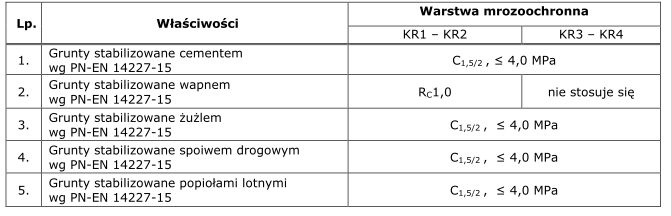 Lp. Właściwości Warstwa mrozoochronna
KR1 – KR2 KR3 – KR4
1. Grunty stabilizowane cementem
wg PN-EN 14227-15 C1,5/2 , ≤ 4,0 MPa
2. Grunty stabilizowane wapnem
wg PN-EN 14227-15 RC1,0 nie stosuje się
3. Grunty stabilizowane żużlem
wg PN-EN 14227-15 C1,5/2 , ≤ 4,0 MPa
4. Grunty stabilizowane spoiwem drogowym
wg PN-EN 14227-15 C1,5/2 , ≤ 4,0 MPa
5. Grunty stabilizowane popiołami lotnymi
wg PN-EN 14227-15 C1,5/2 , ≤ 4,0 MPa